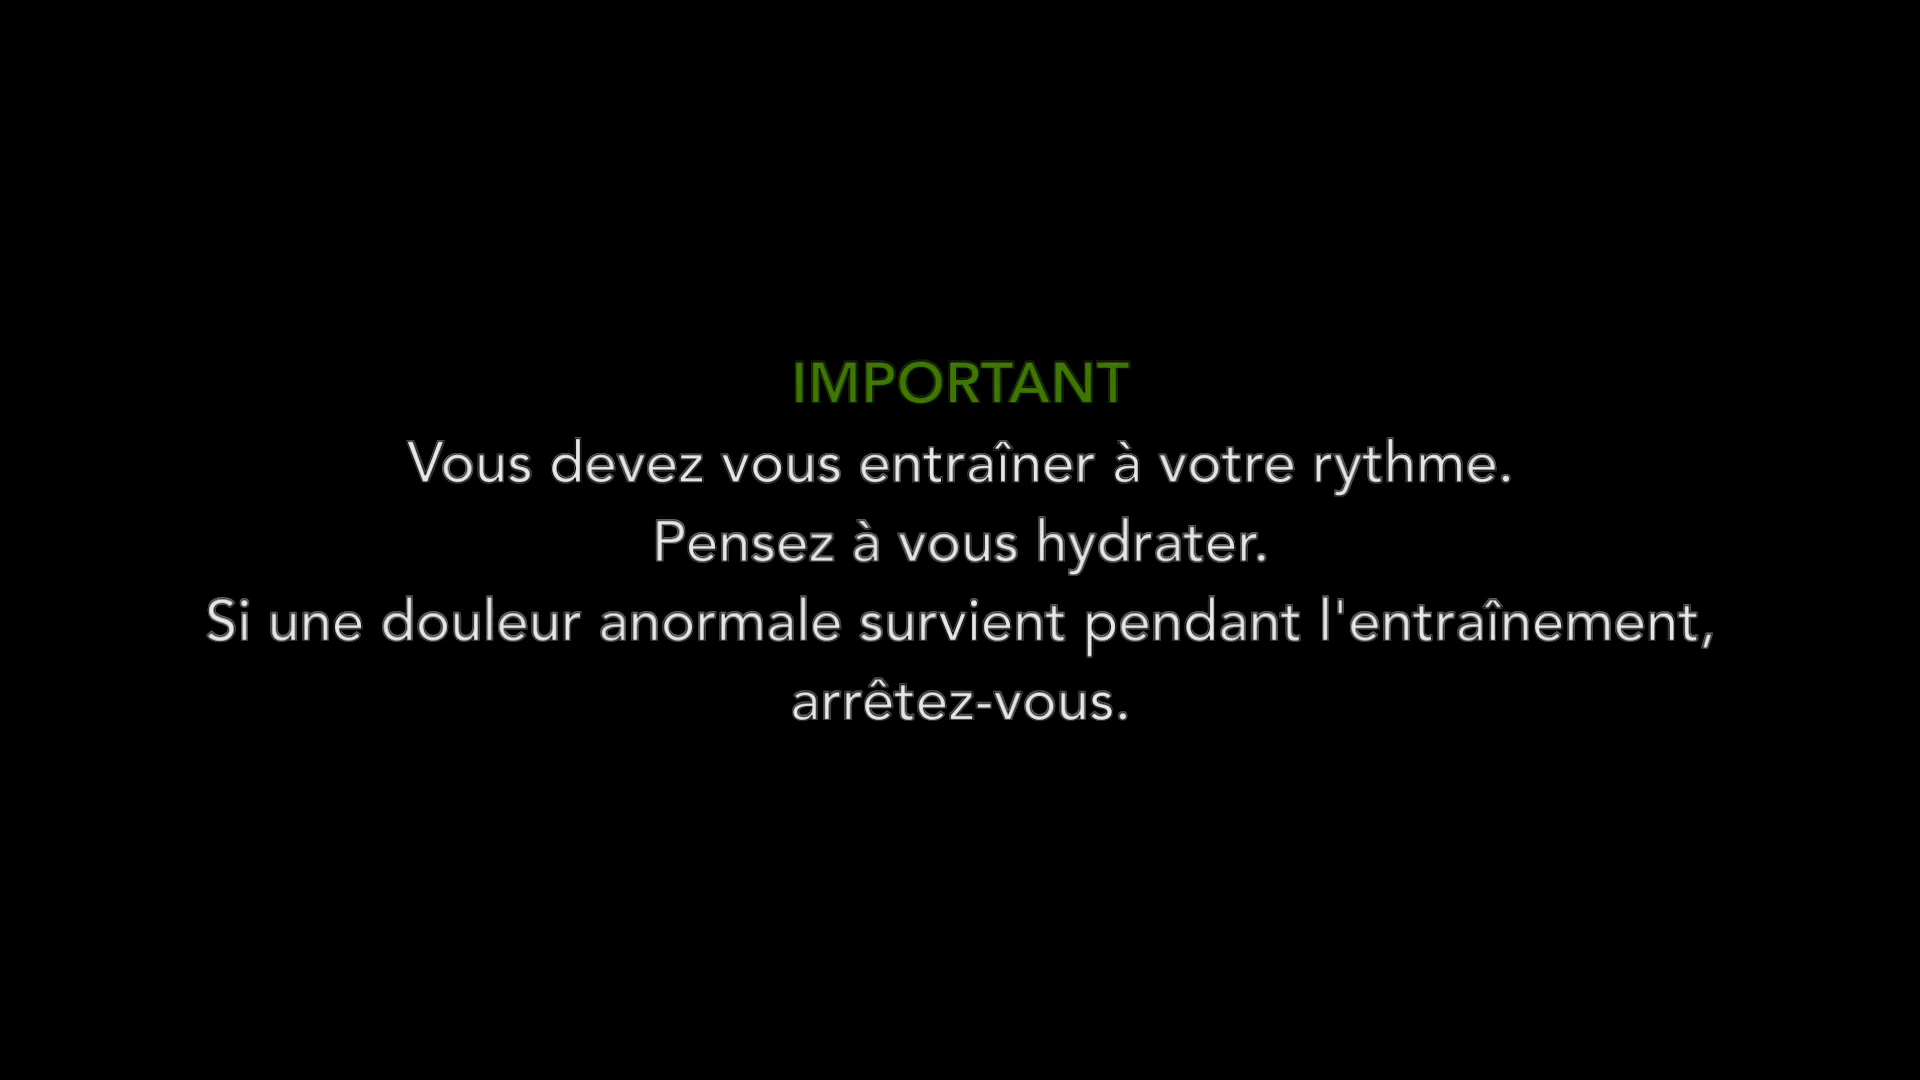 IMPORTANT
Vous devez vous entraîner à votre rythme.
Pensez à vous hydrater.
Si une douleur anormale survient pendant l'entraînement,
arrêtez-vous.